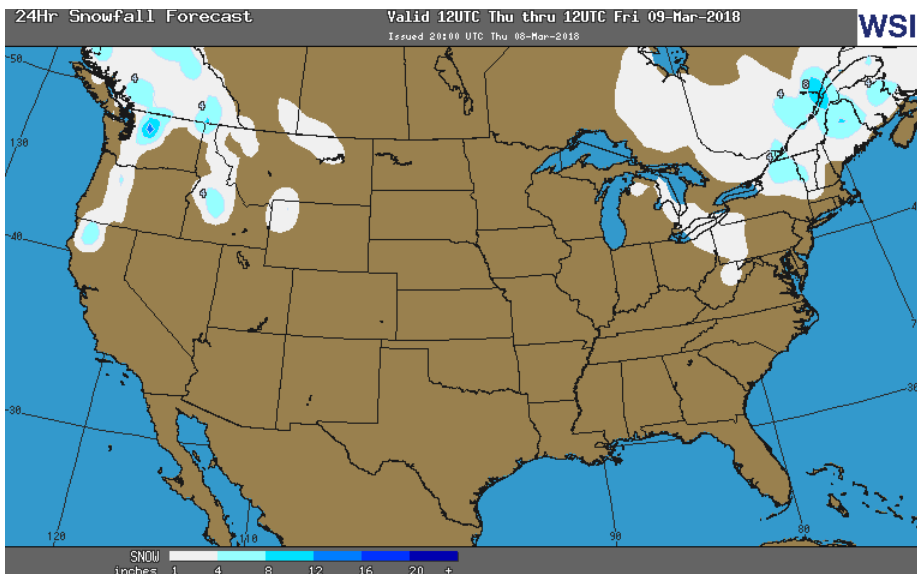 24Hr Snowfall Forecast
Valid 12UTC Thu thru 12UTC Fri 09-Mar-2018
Issued 20:00 UTC Thu 08-Mar-2018
WSI
50
4
4
8
4
130
4
4
40
30
30
120
110
90
80
SNOW
inches 1 4 8 12 16 20 +